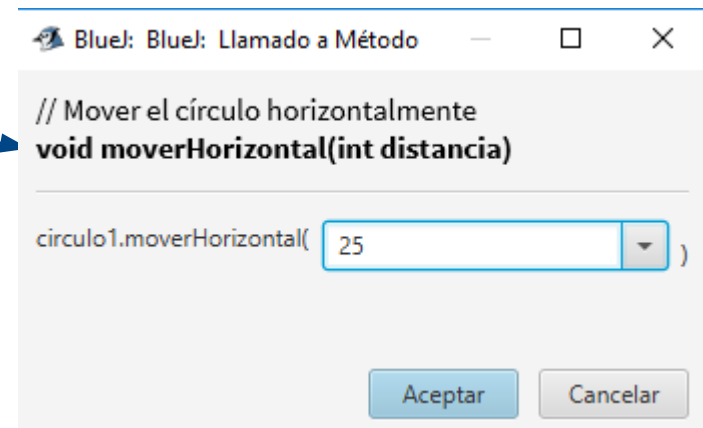 BlueJ: BlueJ: Llamado a Método
// Mover el círculo horizontalmente
void moverHorizontal(int distancia)
circulo1.moverHorizontal( 25 )
Aceptar Cancelar